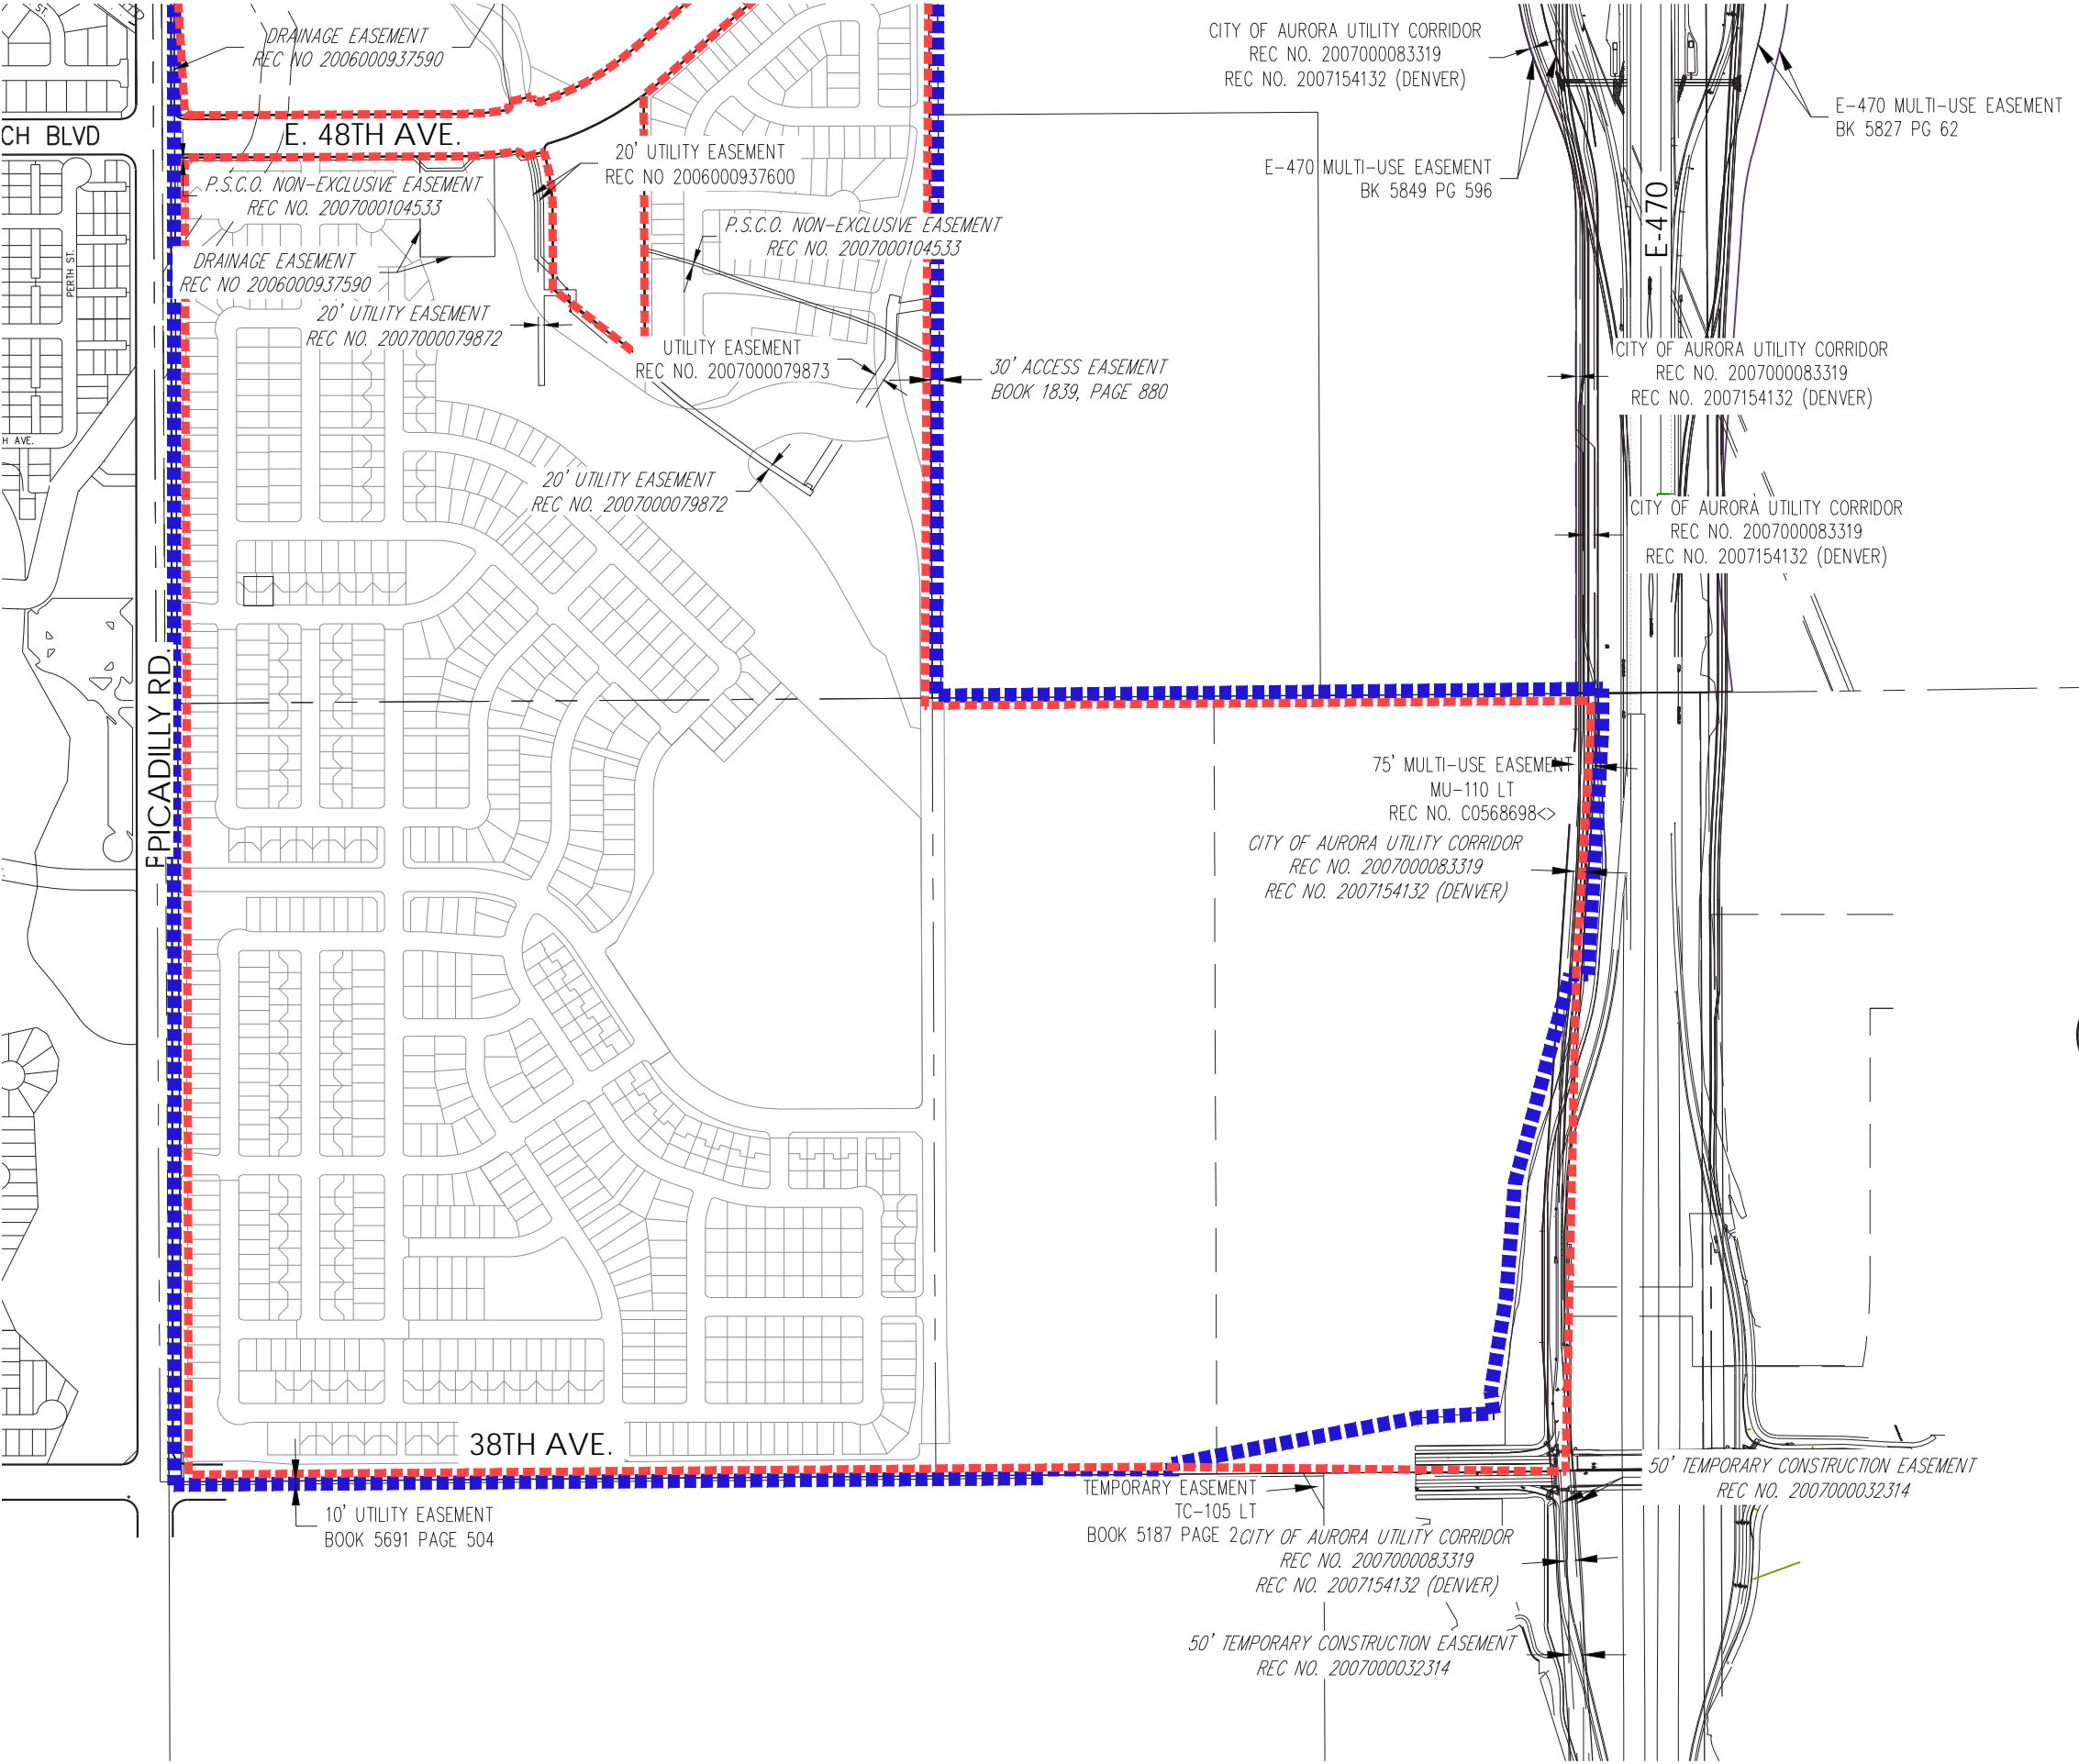 ST.
DRAINAGE EASEMENT
REC NO 2006000937590
CITY OF AURORA UTILITY CORRIDOR
REC NO. 2007000083319
REC NO. 2007154132 (DENVER)
E-470 MULTI-USE EASEMENT
BK 5827 PG 62
CH BLVD
E. 48TH AVE.
20' UTILITY EASEMENT
REC NO 2006000937600
E-470 MULTI-USE EASEMENT
BK 5849 PG 596
P.S.C.O. NON-EXCLUSIVE EASEMENT
REC NO. 2007000104533
E-470
P.S.C.O. NON-EXCLUSIVE EASEMENT
REC NO. 2007000104533
PERTH ST.
DRAINAGE EASEMENT
REC NO 2006000937590
20' UTILITY EASEMENT
REC NO. 2007000079872
UTILITY EASEMENT
REC NO. 2007000079873
30' ACCESS EASEMENT
BOOK 1839, PAGE 880
CITY OF AURORA UTILITY CORRIDOR
REC NO. 2007000083319
REC NO. 2007154132 (DENVER)
H AVE.
20' UTILITY EASEMENT
REC NO. 2007000079872
CITY OF AURORA UTILITY CORRIDOR
REC NO. 2007000083319
REC NO. 2007154132 (DENVER)
PICADILLY RD.
75' MULTI-USE EASEMENT
MU-110 LT
REC NO. C0568698<>
CITY OF AURORA UTILITY CORRIDOR
REC NO. 2007000083319
REC NO. 2007154132 (DENVER)
38TH AVE.
10' UTILITY EASEMENT
BOOK 5691 PAGE 504
TEMPORARY EASEMENT
TC-105 LT
BOOK 5187 PAGE 2
50' TEMPORARY CONSTRUCTION EASEMENT
REC NO. 2007000032314
CITY OF AURORA UTILITY CORRIDOR
REC NO. 2007000083319
REC NO. 2007154132 (DENVER)
50' TEMPORARY CONSTRUCTION EASEMENT
REC NO. 2007000032314